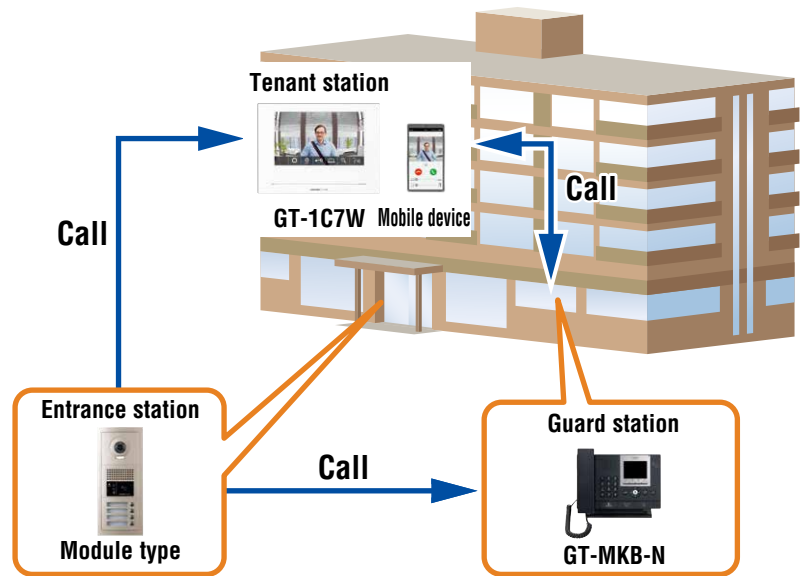 Tenant station
GT-1C7W
Mobile device
Call
Call
Entrance station
Module type
Call
Guard station
GT-MKB-N